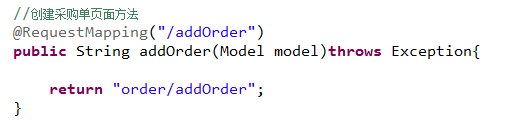 //创建采购单页面方法
@RequestMapping("/addOrder")
public String addOrder(Model model)throws Exception{
return "order/addOrder";
}